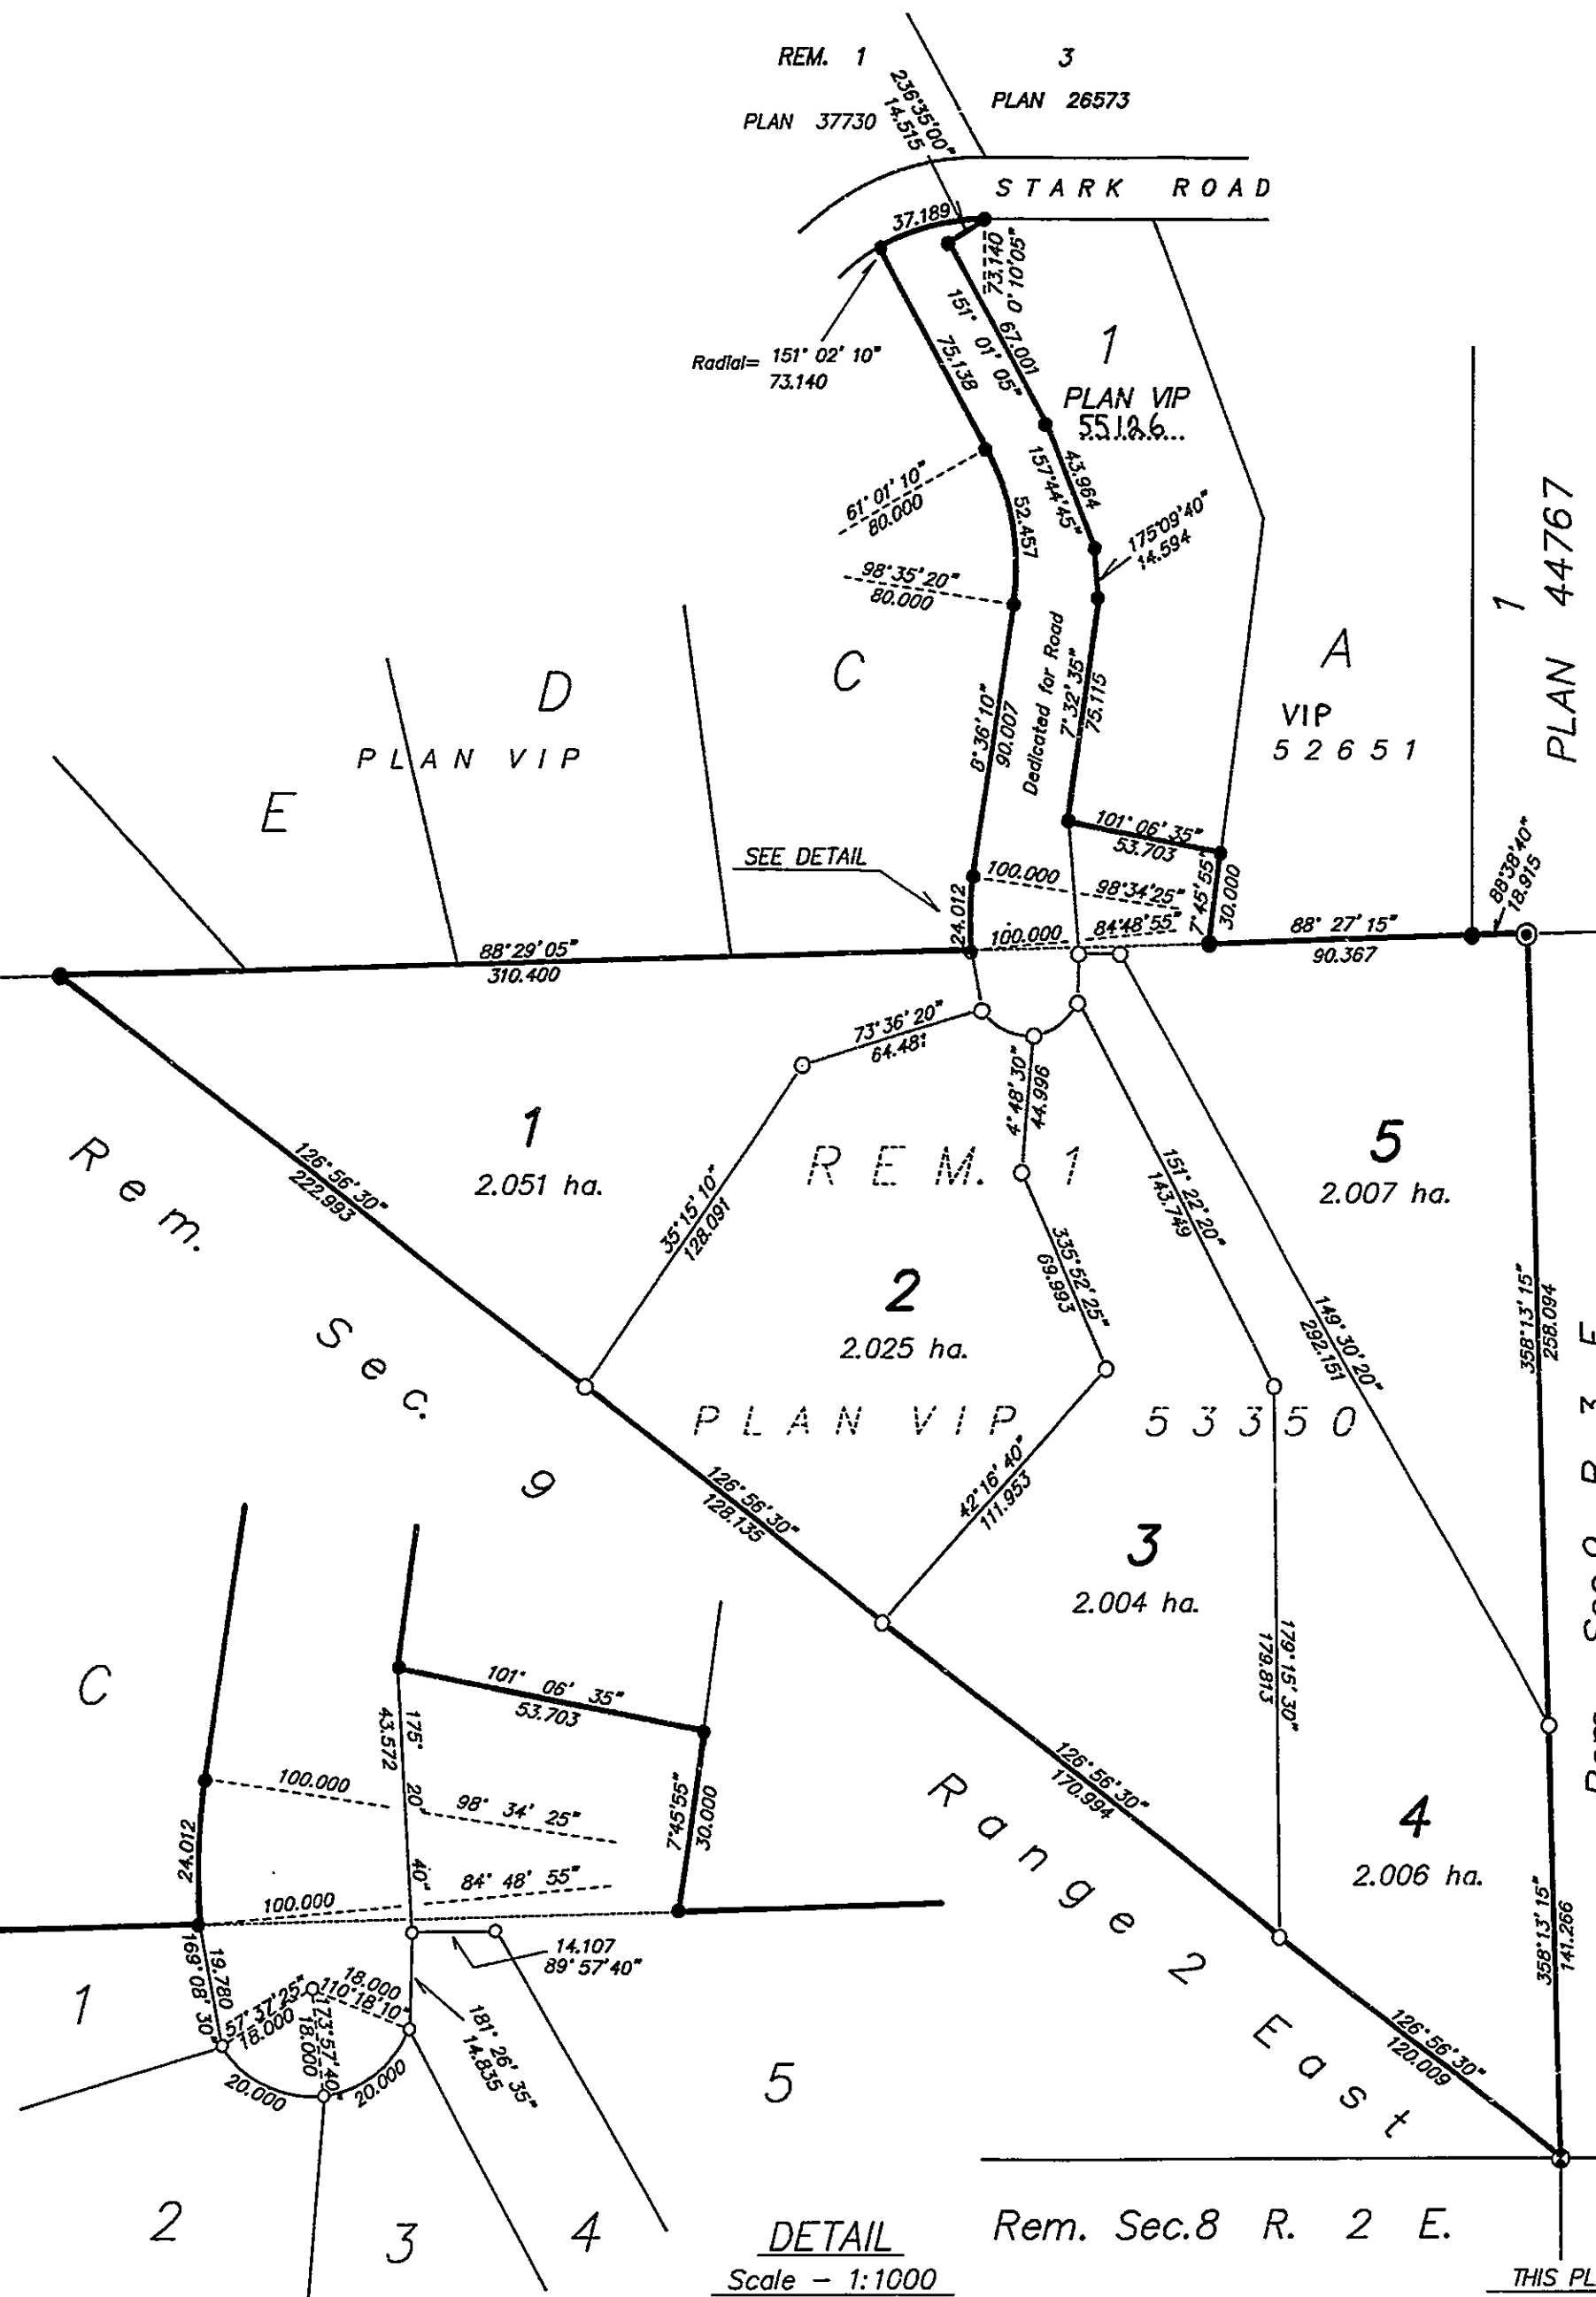 REM. 1
3
PLAN 37730
PLAN 26573
236°35'00"
14.515
STARK ROAD
37.189
73.140
0°10'05"
Radial= 151° 02' 10"
73.140
75.138
151° 01' 05"
67.001
1
PLAN VIP
55126
43.964
157°44'45"
175°09'40"
14.594
61° 01' 10"
80.000
52.457
98°35'20"
80.000
1
PLAN 44767
E
D
C
A
PLAN VIP
VIP
52651
8°36'10"
90.007
Dedicated for Road
7°32'35"
75.115
SEE DETAIL
101° 06' 35"
53.703
7°45'55"
30.000
88°38'40"
18.915
24.012
100.000
98°34'25"
100.000
84°48'55"
88°29'05"
310.400
88° 27' 15"
90.367
73°36'20"
64.481
4°48'30"
44.996
1
2.051 ha.
REM. 1
5
2.007 ha.
Rem. Sec. 9
126°56'30"
222.993
35°15'10"
128.091
151° 22' 20"
143.749
335°52'25"
69.993
2
2.025 ha.
149° 30' 20"
292.151
358°13'15"
258.094
PLAN VIP 53350
126°56'30"
128.135
42°16'40"
111.953
3
2.004 ha.
179°15'30"
179.813
Range 2 East
126°56'30"
170.994
4
2.006 ha.
358°13'15"
141.266
126°56'30"
120.009
C
101° 06' 35"
53.703
175° 20' 40"
43.572
100.000
98° 34' 25"
7°45'55"
30.000
24.012
100.000
84° 48' 55"
14.107
89°57'40"
1
169°08'30"
19.780
57°37'25"
18.000
18.000
110°18'10"
173°57'40"
18.000
181° 26' 35"
14.835
20.000
20.000
5
2
3
4
DETAIL
Scale – 1:1000
Rem. Sec.8 R. 2 E.
THIS PL